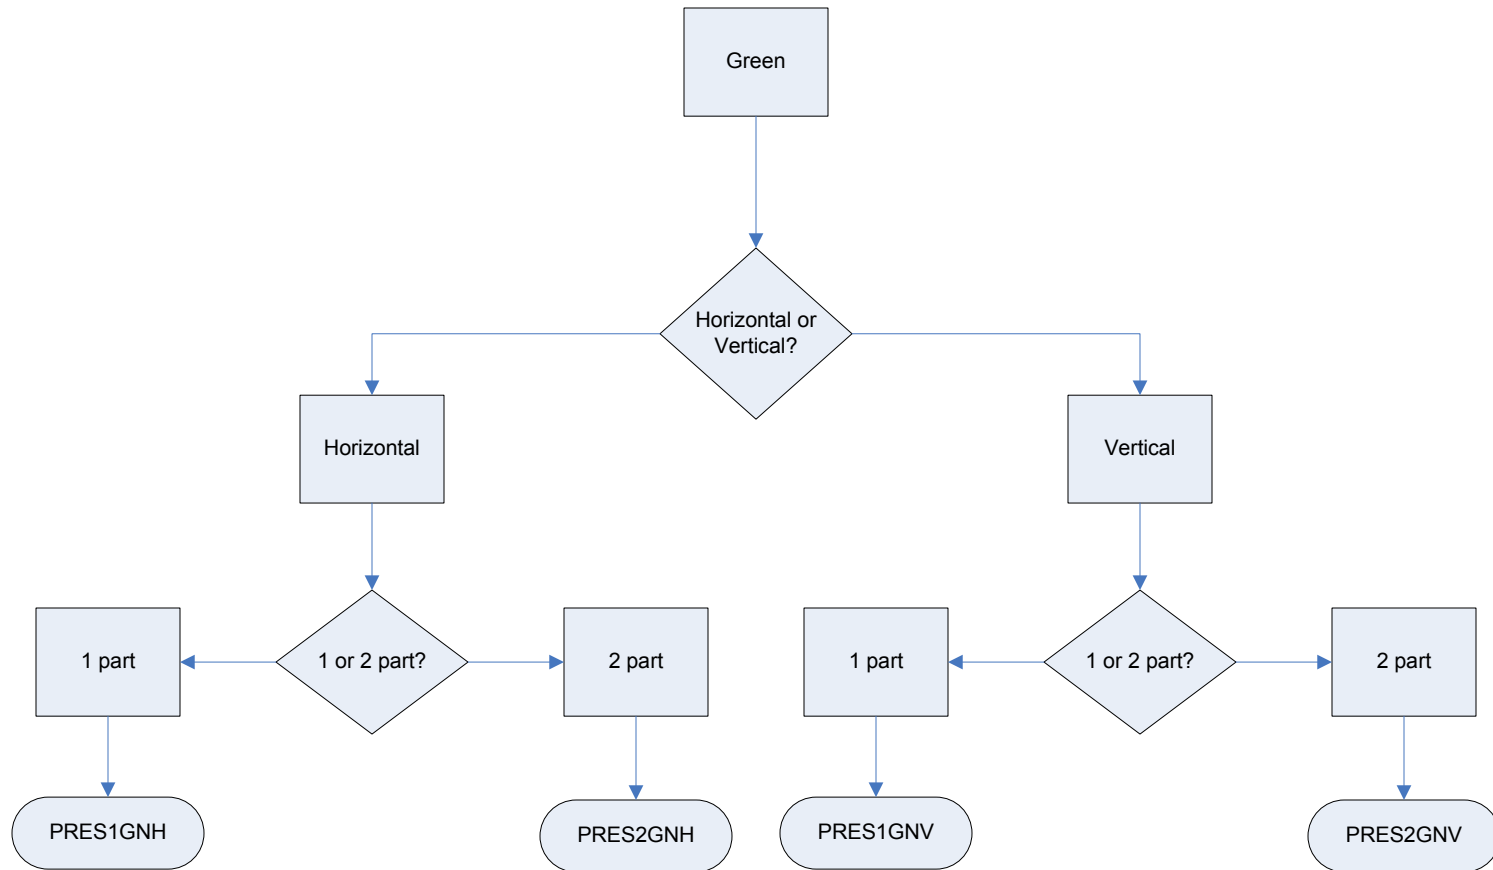 Green
Horizontal or
Vertical?
Horizontal
Vertical
1 part
1 or 2 part?
2 part
1 part
1 or 2 part?
2 part
PRES1GNH
PRES2GNH
PRES1GNV
PRES2GNV